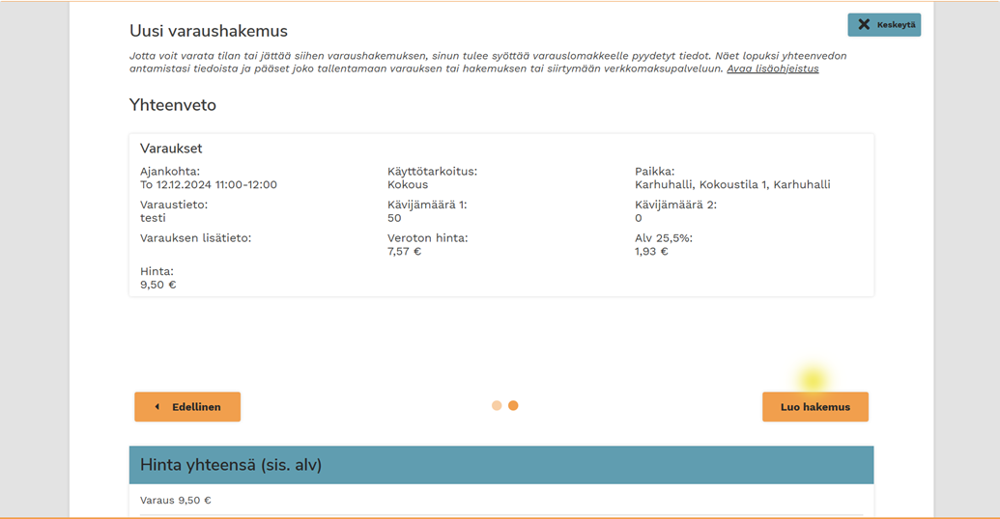 Uusi varaushakemus
Keskeytä
Jotta voit varata tilan tai jättää siihen varaushakemuksen, sinun tulee syöttää varauslomakkeelle pyydetyt tiedot. Näet lopuksi yhteenvedon
antamistasi tiedoista ja pääset joko tallentamaan varauksen tai hakemuksen tai siirtymään verkkomaksupalveluun. Avaa lisäohjeistus
Yhteenveto
Varaukset
Ajankohta:
To 12.12.2024 11:00-12:00
Käyttötarkoitus:
Kokous
Paikka:
Karhuhalli, Kokoustila 1, Karhuhalli
Varaustieto:
testi
Kävijämäärä 1:
50
Kävijämäärä 2:
0
Varauksen lisätieto:
Veroton hinta:
7,57 €
Alv 25,5%:
1,93 €
Hinta:
9,50 €
Edellinen
Luo hakemus
Hinta yhteensä (sis. alv)
Varaus 9,50 €